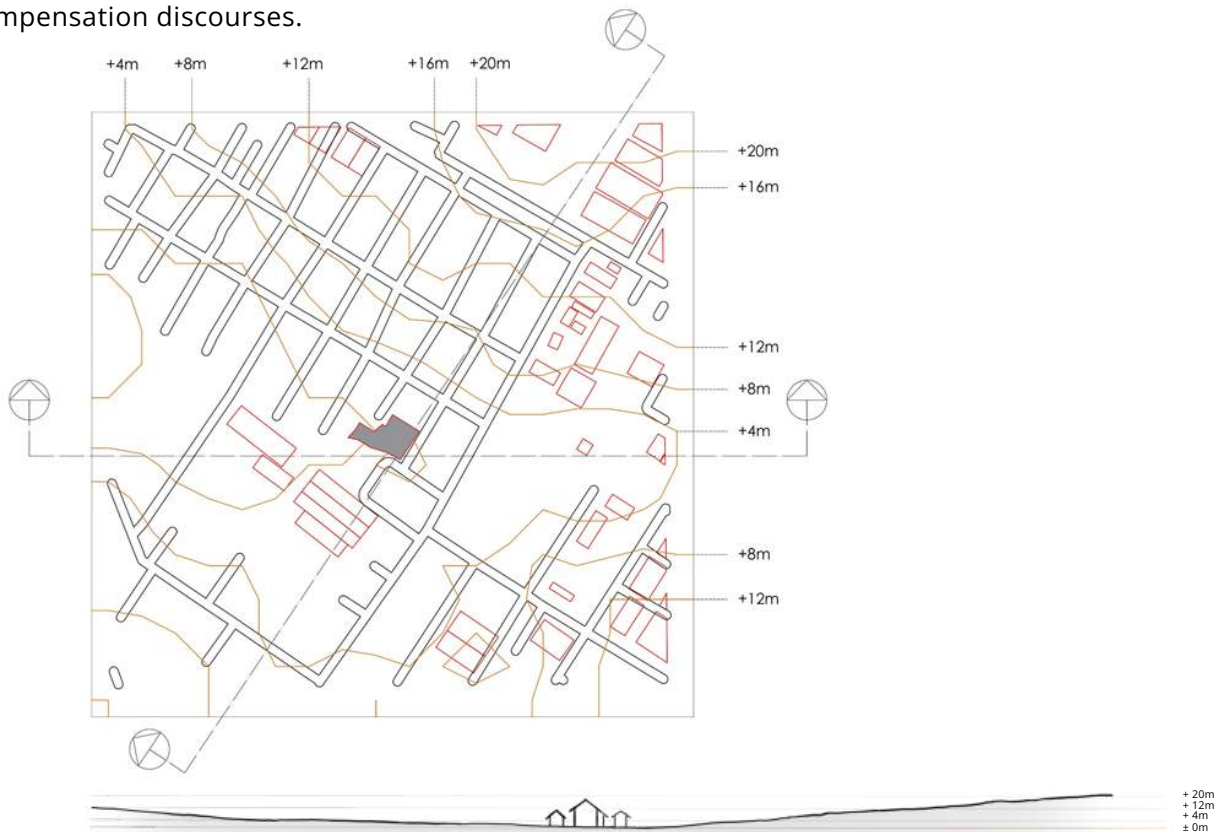 mpensation discourses.
+4m +8m +12m +16m +20m
+20m
+16m
+12m
+8m
+4m
+8m
+12m
+ 20m
+ 12m
+ 4m
± 0m